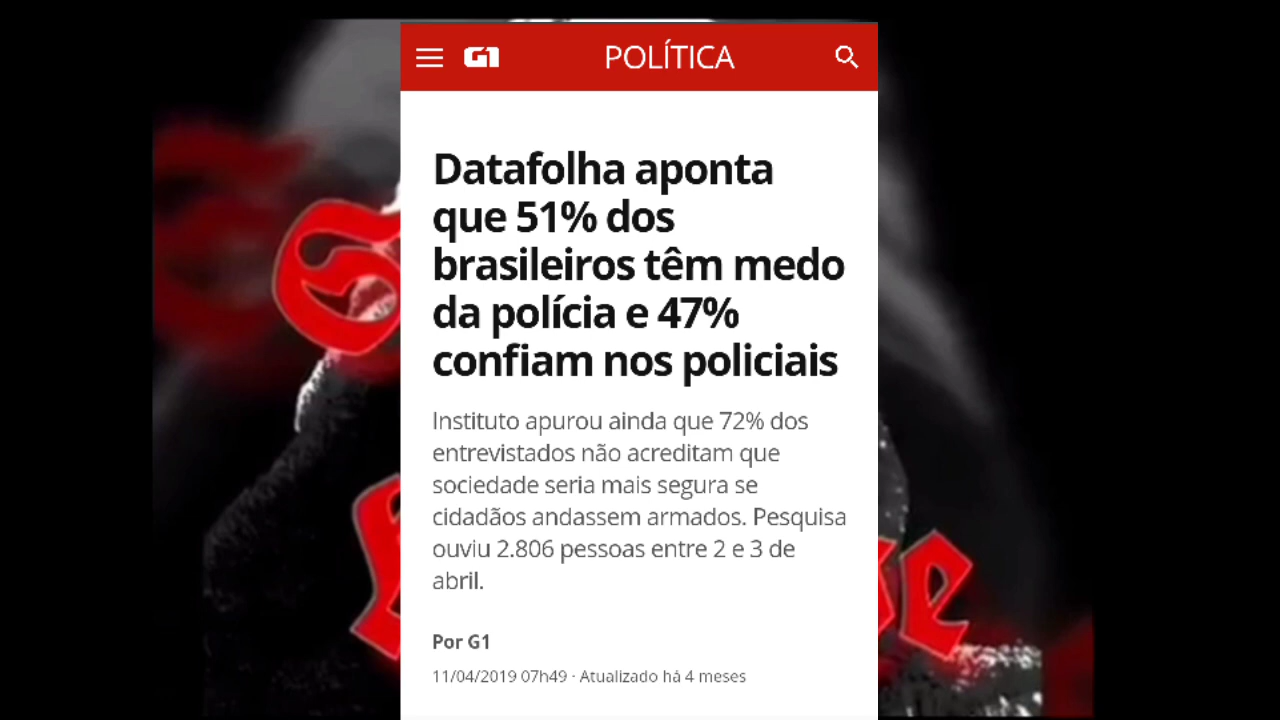 G1
POLÍTICA
Datafolha aponta
que 51% dos
brasileiros têm medo
da polícia e 47%
confiam nos policiais
Instituto apurou ainda que 72% dos
entrevistados não acreditam que
sociedade seria mais segura se
cidadãos andassem armados. Pesquisa
ouviu 2.806 pessoas entre 2 e 3 de
abril.
Por G1
11/04/2019 07h49 · Atualizado há 4 meses